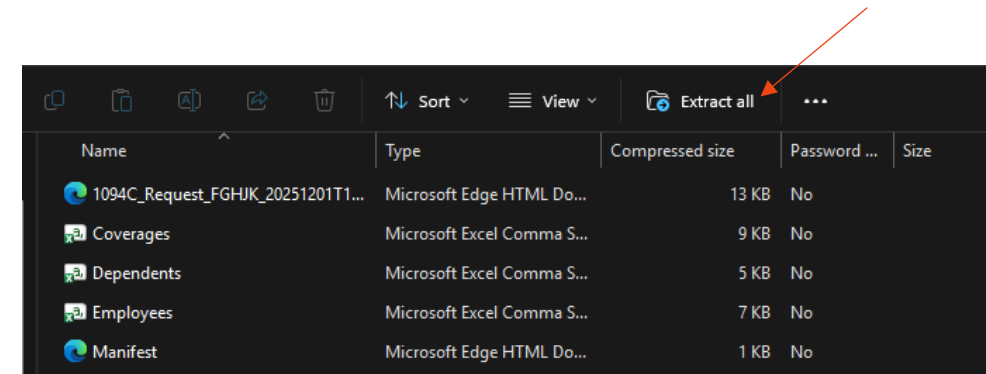 Sort View Extract all
Name Type Compressed size Password ... Size
1094C_Request_FGHJK_20251201T1... Microsoft Edge HTML Do... 13 KB No
Coverages Microsoft Excel Comma S... 9 KB No
Dependents Microsoft Excel Comma S... 5 KB No
Employees Microsoft Excel Comma S... 7 KB No
Manifest Microsoft Edge HTML Do... 1 KB No